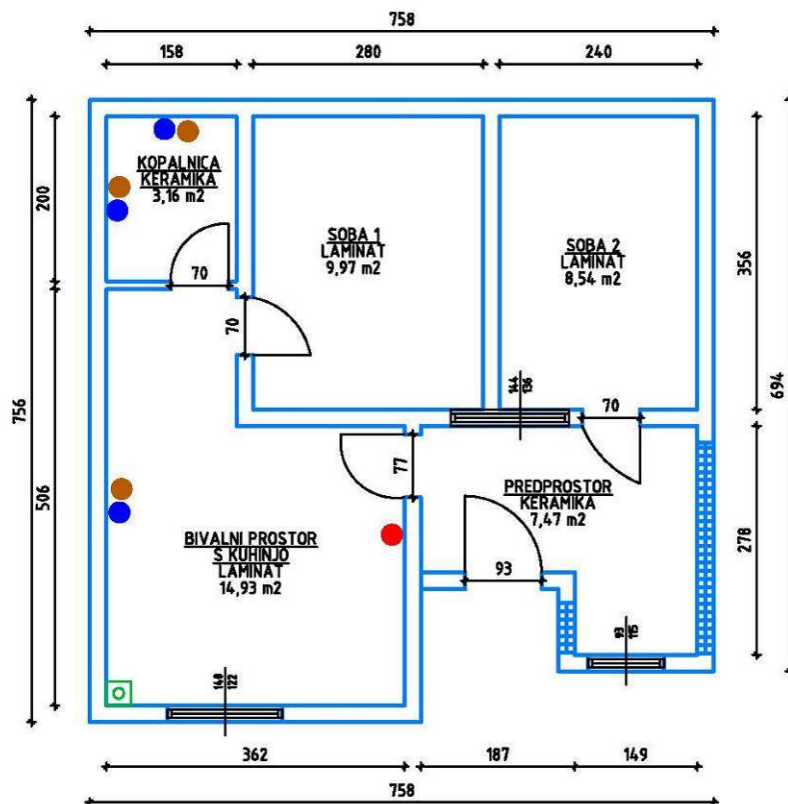 758
158 280 240
KOPALNICA
KERAMIKA
3,16 m2
200
SOBA 1
LAMINAT
9,97 m2
SOBA 2
LAMINAT
8,54 m2
356
70
70
694
144
136
70
756
77
PREDPROSTOR
KERAMIKA
7,47 m2
506
BIVALNI PROSTOR
S KUHINJO
LAMINAT
14,93 m2
278
93
93
115
148
122
362 187 149
758